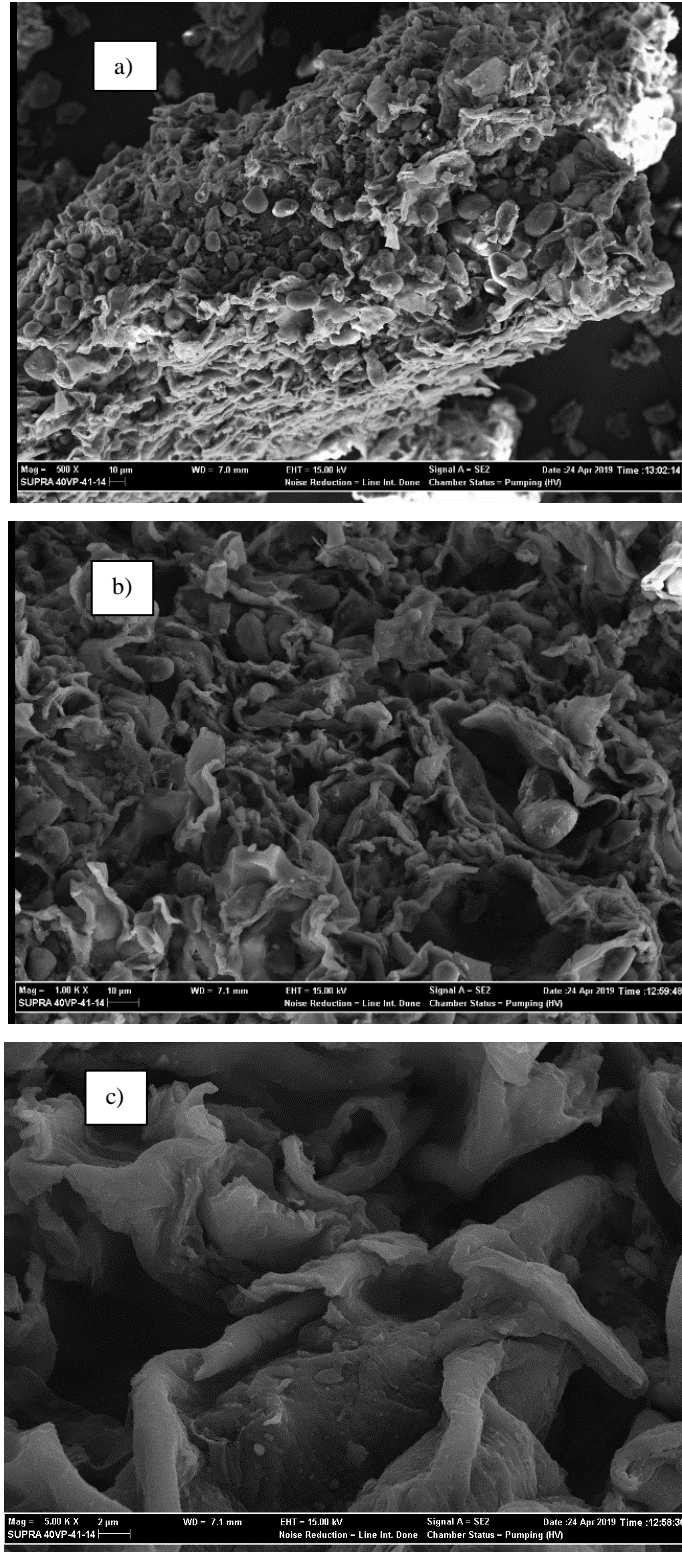 a)
Mag = 500 X 10 µm WD = 7.0 mm EHT = 15.00 kV Signal A = SE2 Date :24 Apr 2019 Time :13:02:14
SUPRA 40VP-41-14 Noise Reduction = Line Int. Done Chamber Status = Pumping (HV)
b)
Mag = 1.00 K X 10 µm WD = 7.1 mm EHT = 15.00 kV Signal A = SE2 Date :24 Apr 2019 Time :12:59:48
SUPRA 40VP-41-14 Noise Reduction = Line Int. Done Chamber Status = Pumping (HV)
c)
Mag = 5.00 K X 2 µm WD = 7.1 mm EHT = 15.00 kV Signal A = SE2 Date :24 Apr 2019 Time :12:58:3
SUPRA 40VP-41-14 Noise Reduction = Line Int. Done Chamber Status = Pumping (HV)